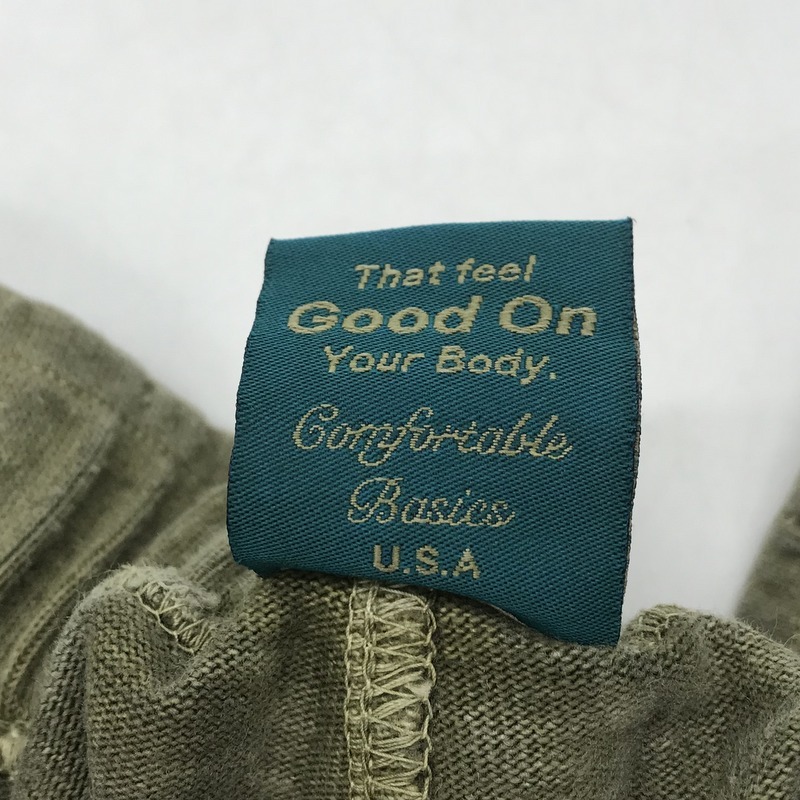 That feel
Good On
Your Body.
Comfortable
Basics
U.S.A